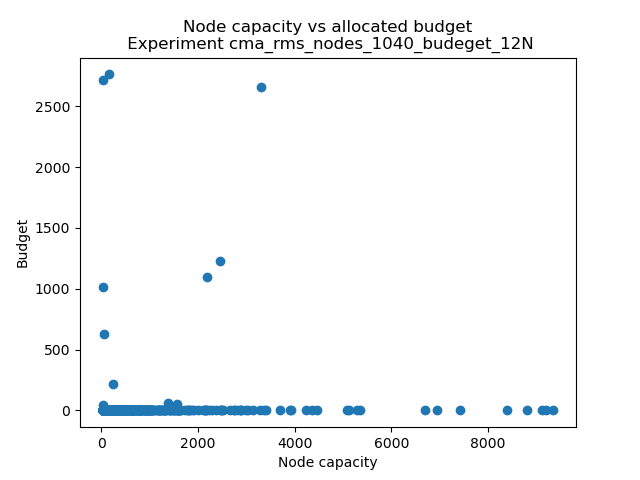 Node capacity vs allocated budget
Experiment cma_rms_nodes_1040_budeget_12N
2500
2000
1500
1000
500
0
Budget
0 2000 4000 6000 8000
Node capacity